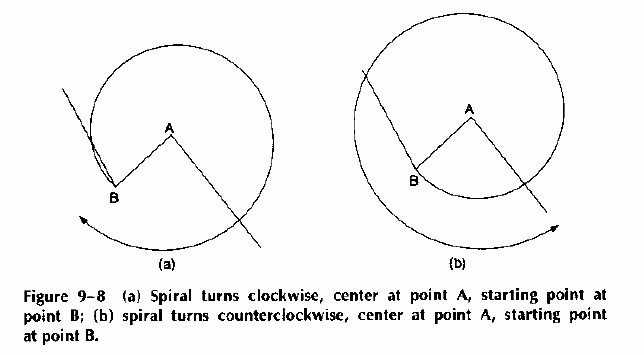 A
B
(a)
A
B
(b)
Figure 9–8 (a) Spiral turns clockwise, center at point A, starting point at
point B; (b) spiral turns counterclockwise, center at point A, starting point
at point B.